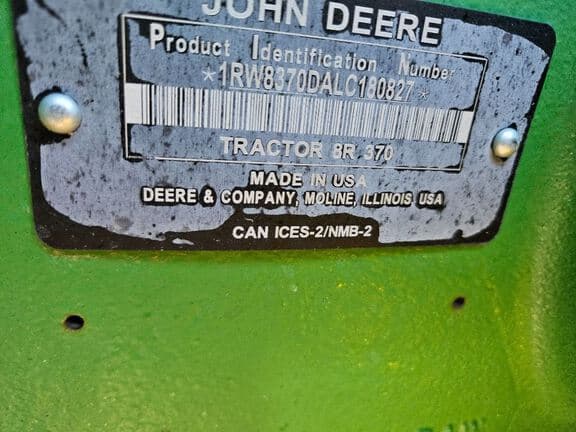 JOHN DEERE
Product Identification Number
*1RW8370DALC180827*
TRACTOR 8R 370
MADE IN USA
DEERE & COMPANY, MOLINE, ILLINOIS, USA
CAN ICES-2/NMB-2